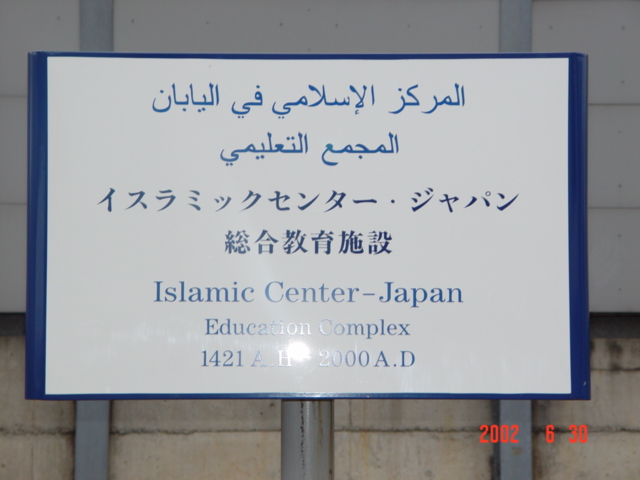 المركز الإسلامي في اليابان
المجمع التعليمي
イスラミックセンター・ジャパン
総合教育施設
Islamic Center-Japan
Education Complex
1421 A.H - 2000 A.D
2002 6 30